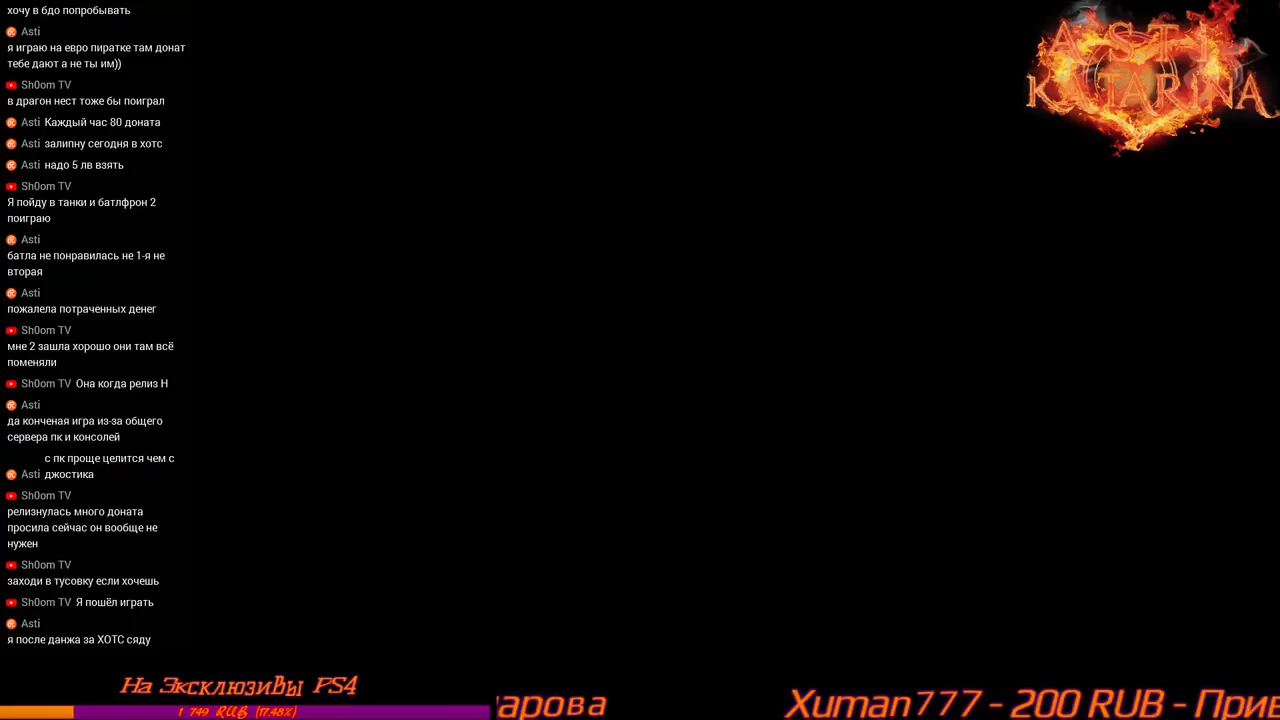 хочу в бдо попробывать
Asti
я играю на евро пиратке там донат
тебе дают а не ты им))
Sh0om TV
в драгон нест тоже бы поиграл
Asti Каждый час 80 доната
Asti залипну сегодня в хотс
Asti надо 5 лв взять
Sh0om TV
Я пойду в танки и батлфрон 2
поиграю
Asti
батла не понравилась не 1-я не
вторая
Asti
пожалела потраченных денег
Sh0om TV
мне 2 зашла хорошо они там всё
поменяли
Sh0om TV Она когда релиз Н
Asti
да конченая игра из-за общего
сервера пк и консолей
с пк проще целится чем с
Asti джостика
Sh0om TV
релизнулась много доната
просила сейчас он вообще не
нужен
Sh0om TV
заходи в тусовку если хочешь
Sh0om TV Я пошёл играть
Asti
я после данжа за ХОТС сяду
ASTI
KATARINA
На Эксклюзивы PS4
1 749 RUB (17.48%)
царова
Xuman777 - 200 RUB - Прив